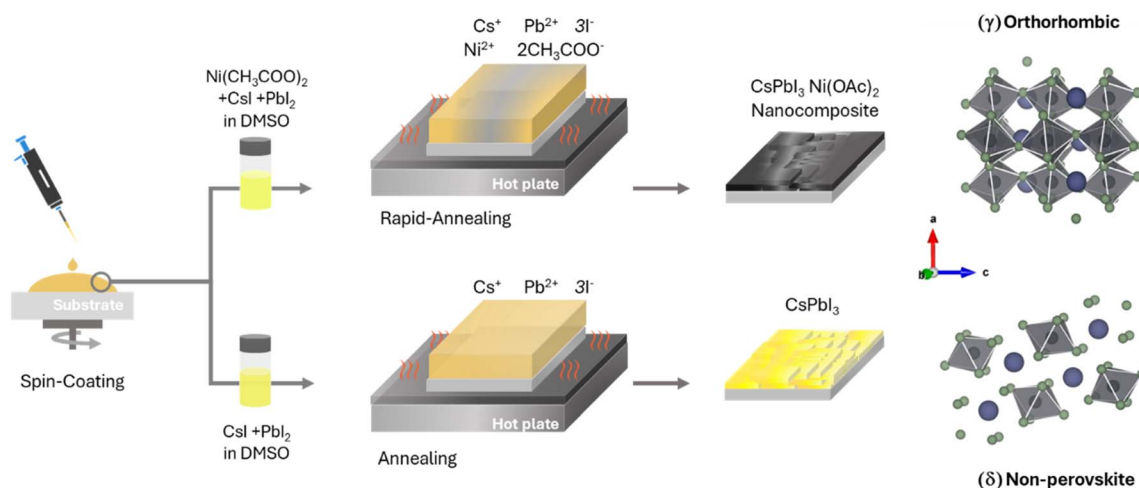 Substrate
Spin-Coating
Ni(CH₃COO)₂
+CsI +PbI₂
in DMSO
CsI +PbI₂
in DMSO
Cs⁺ Pb²⁺ 3I⁻
Ni²⁺ 2CH₃COO⁻
Hot plate
Rapid-Annealing
Cs⁺ Pb²⁺ 3I⁻
Hot plate
Annealing
CsPbI₃ Ni(OAc)₂
Nanocomposite
CsPbI₃
(γ) Orthorhombic
a
b
c
(δ) Non-perovskite